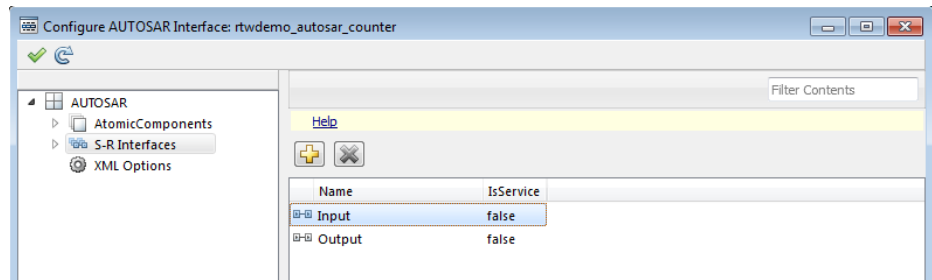 Configure AUTOSAR Interface: rtwdemo_autosar_counter
Filter Contents
AUTOSAR
AtomicComponents
S-R Interfaces
XML Options
Help
Name IsService
Input false
Output false